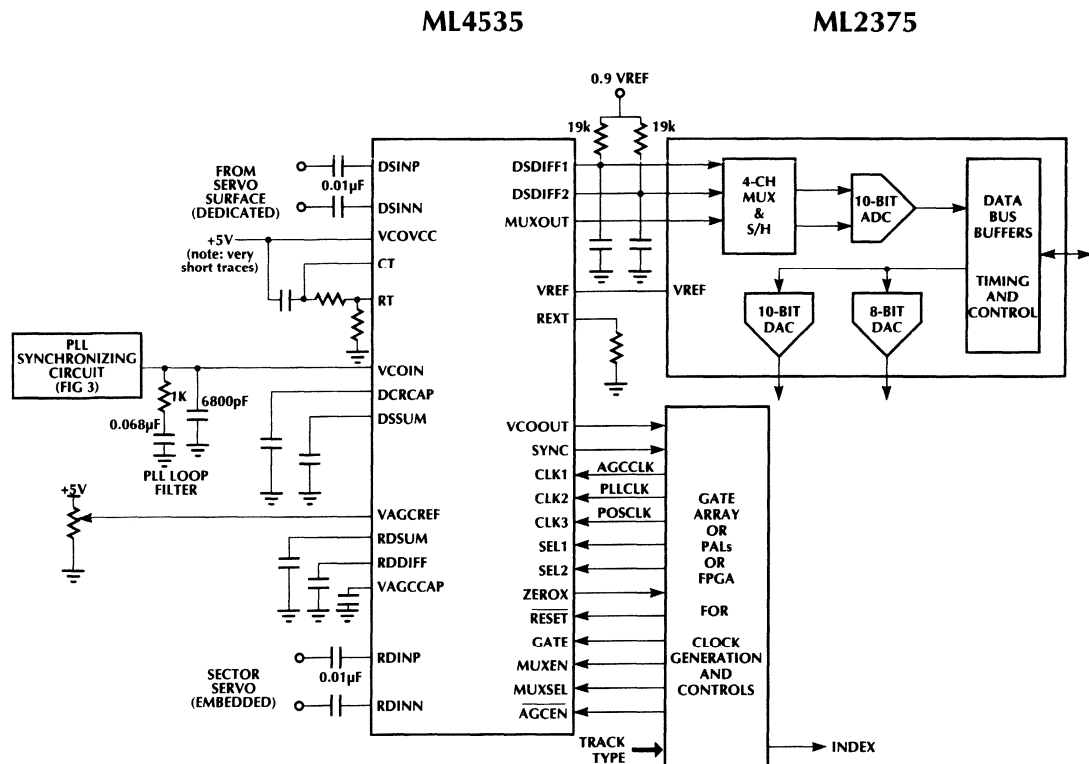 ML4535
ML2375
0.9 VREF
19k
19k
FROM
SERVO
SURFACE
(DEDICATED)
0.01µF
+5V
(note: very
short traces)
PLL
SYNCHRONIZING
CIRCUIT
(FIG 3)
1K
6800pF
0.068µF
PLL LOOP
FILTER
+5V
SECTOR
SERVO
(EMBEDDED)
0.01µF
DSINP
DSINN
VCOVCC
CT
RT
VCOIN
DCRCAP
DSSUM
VAGCREF
RDSUM
RDDIFF
VAGCCAP
RDINP
RDINN
DSDIFF1
DSDIFF2
MUXOUT
VREF
REXT
VCOOUT
SYNC
CLK1
CLK2
CLK3
SEL1
SEL2
ZEROX
RESET
GATE
MUXEN
MUXSEL
AGCEN
AGCCLK
PLLCLK
POSCLK
4-CH
MUX
&
S/H
10-BIT
ADC
DATA
BUS
BUFFERS
TIMING
AND
CONTROL
VREF
10-BIT
DAC
8-BIT
DAC
GATE
ARRAY
OR
PALs
OR
FPGA
FOR
CLOCK
GENERATION
AND
CONTROLS
TRACK
TYPE
INDEX